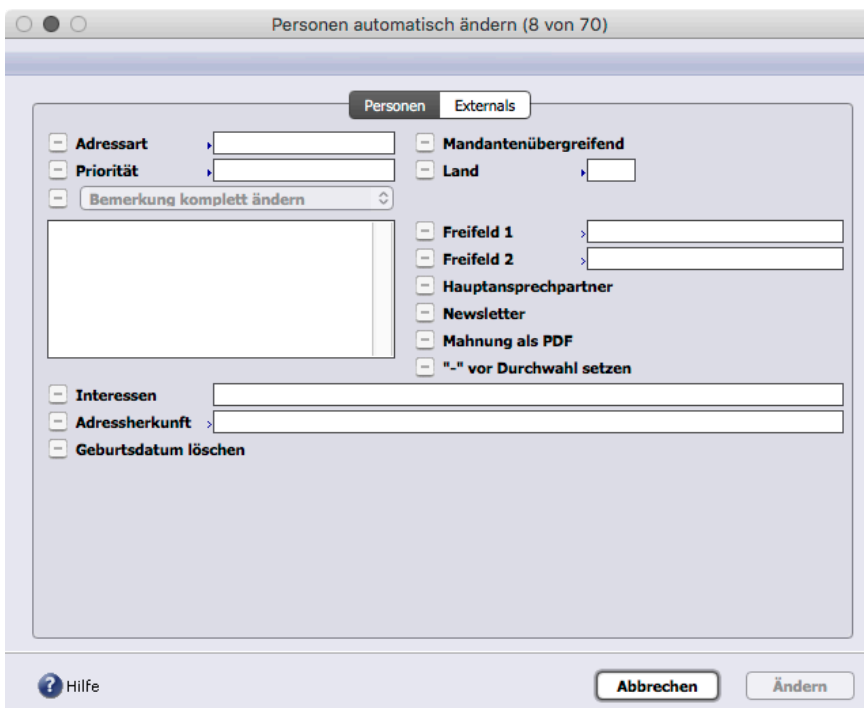 Personen automatisch ändern (8 von 70)
Personen Externals
Adressart Mandantenübergreifend
Priorität Land
Bemerkung komplett ändern
Freifeld 1
Freifeld 2
Hauptansprechpartner
Newsletter
Mahnung als PDF
"-" vor Durchwahl setzen
Interessen
Adressherkunft
Geburtsdatum löschen
? Hilfe Abbrechen Ändern